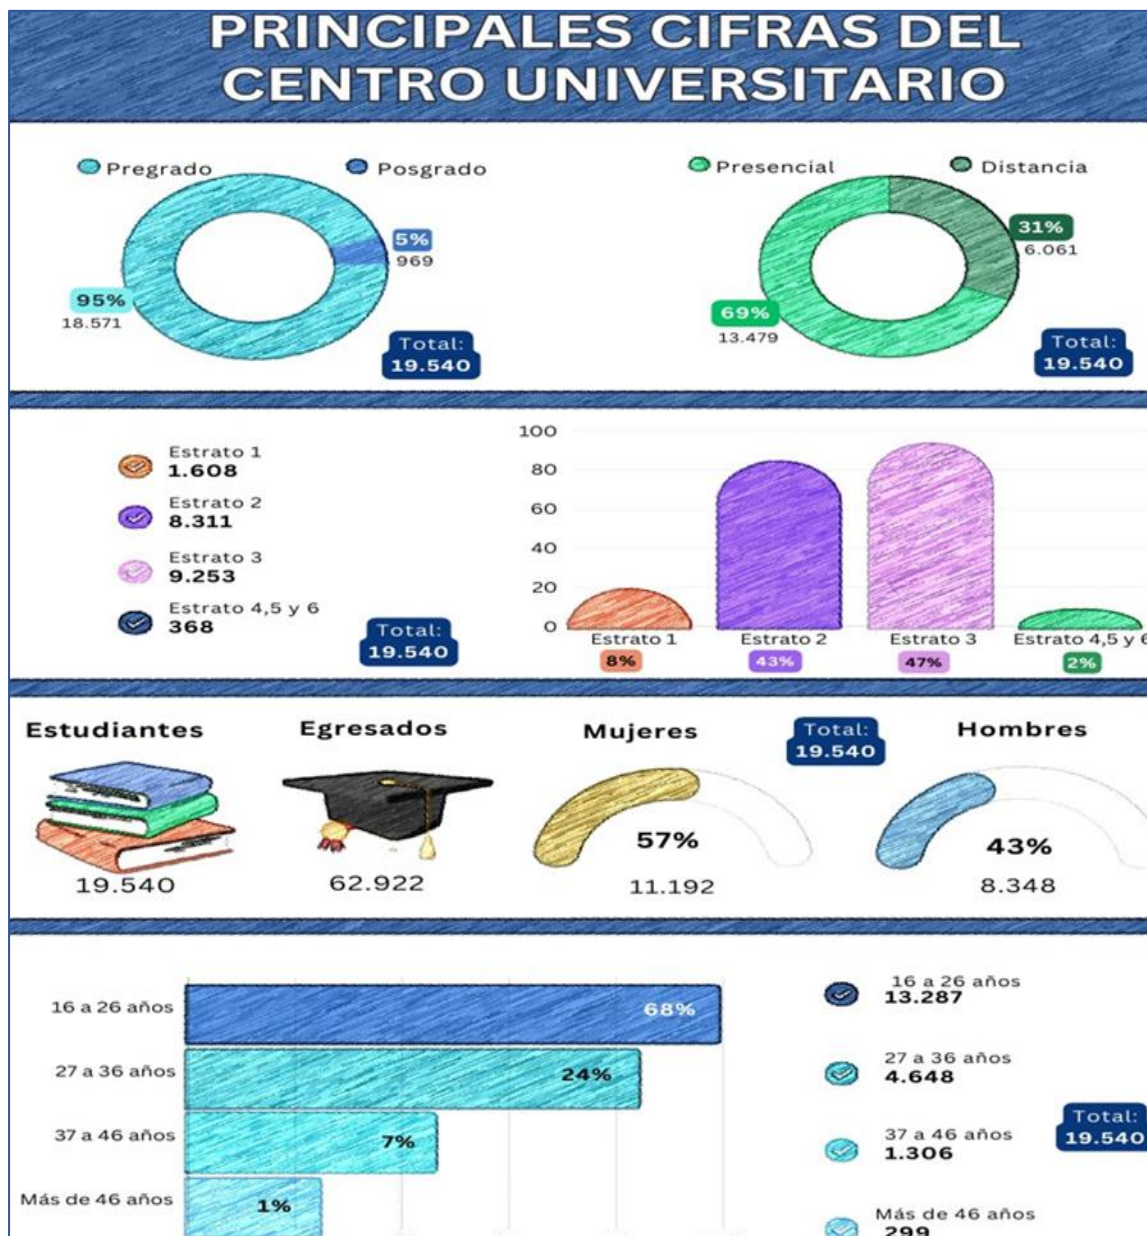 PRINCIPALES CIFRAS DEL
CENTRO UNIVERSITARIO
Pregrado
Posgrado
5%
969
95%
18.571
Total:
19.540
Presencial
Distancia
31%
6.061
69%
13.479
Total:
19.540
Estrato 1
1.608
Estrato 2
8.311
Estrato 3
9.253
Estrato 4,5 y 6
368
Total:
19.540
100
80
60
40
20
0
Estrato 1
Estrato 2
Estrato 3
Estrato 4,5 y 6
8%
43%
47%
2%
Estudiantes
19.540
Egresados
62.922
Mujeres
57%
11.192
Total:
19.540
Hombres
43%
8.348
16 a 26 años
68%
27 a 36 años
24%
37 a 46 años
7%
Más de 46 años
1%
16 a 26 años
13.287
27 a 36 años
4.648
37 a 46 años
1.306
Más de 46 años
299
Total:
19.540